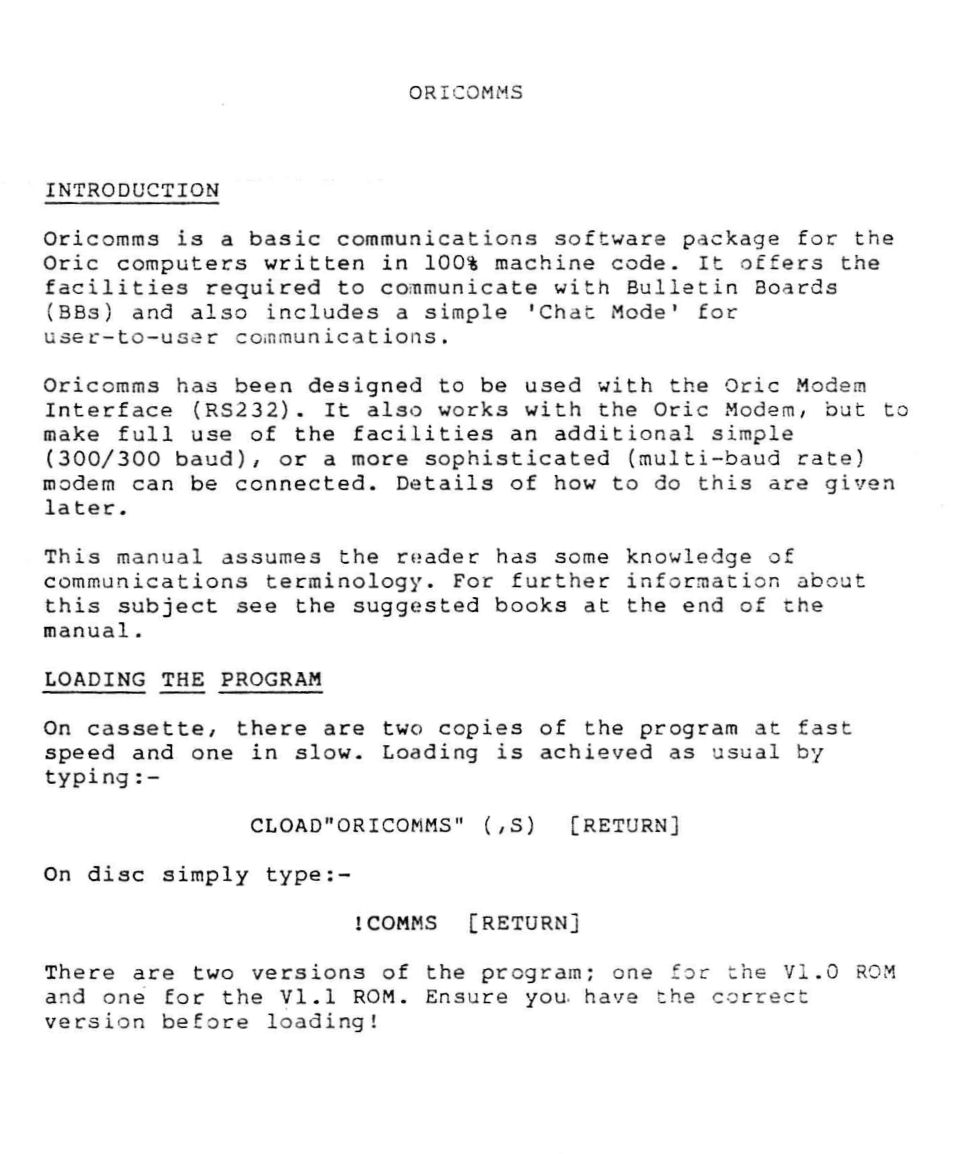 ORICOMMS
INTRODUCTION
Oricomms is a basic communications software package for the
Oric computers written in 100% machine code. It offers the
facilities required to communicate with Bulletin Boards
(BBs) and also includes a simple 'Chat Mode' for
user-to-user communications.
Oricomms has been designed to be used with the Oric Modem
Interface (RS232). It also works with the Oric Modem, but to
make full use of the facilities an additional simple
(300/300 baud), or a more sophisticated (multi-baud rate)
modem can be connected. Details of how to do this are given
later.
This manual assumes the reader has some knowledge of
communications terminology. For further information about
this subject see the suggested books at the end of the
manual.
LOADING THE PROGRAM
On cassette, there are two copies of the program at fast
speed and one in slow. Loading is achieved as usual by
typing:-
CLOAD"ORICOMMS" (,S) [RETURN]
On disc simply type:-
!COMMS [RETURN]
There are two versions of the program; one for the V1.0 ROM
and one for the V1.1 ROM. Ensure you have the correct
version before loading!